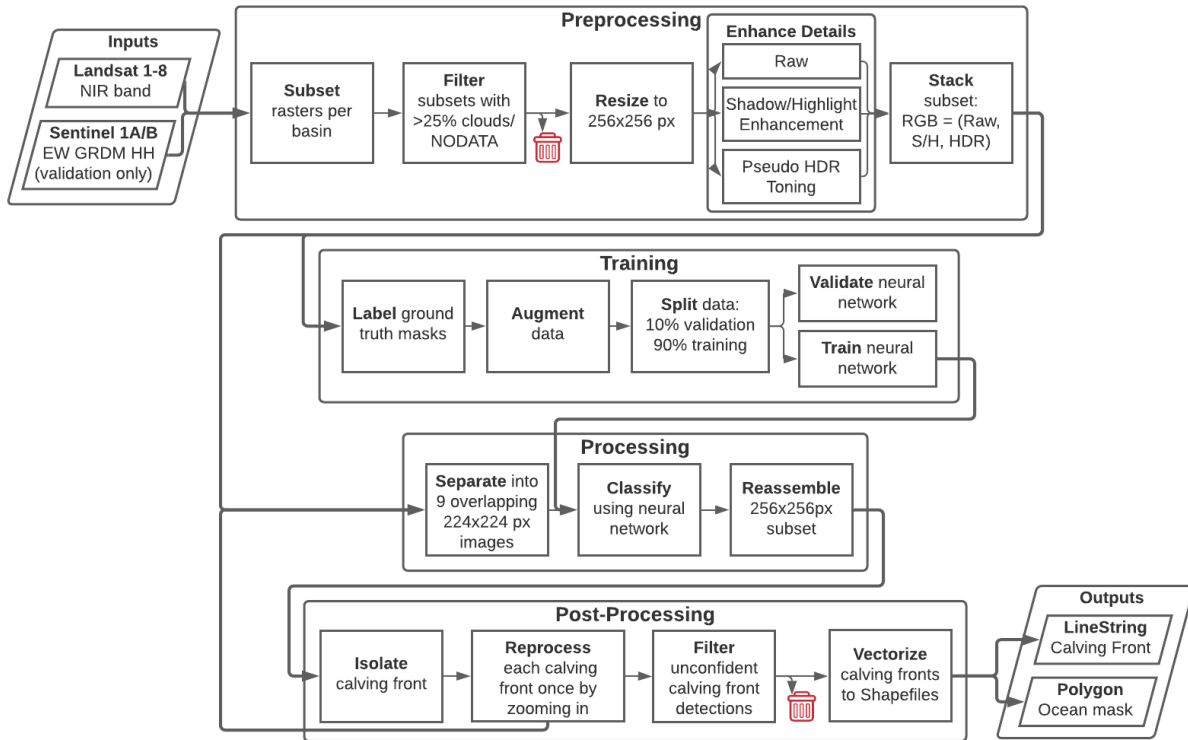 Preprocessing
Inputs
Landsat 1-8
NIR band
Sentinel 1A/B
EW GRDM HH
(validation only)
Subset
rasters per
basin
Filter
subsets with
>25% clouds/
NODATA
Resize to
256x256 px
Enhance Details
Raw
Shadow/Highlight
Enhancement
Pseudo HDR
Toning
Stack
subset:
RGB = (Raw,
S/H, HDR)
Training
Label ground
truth masks
Augment
data
Split data:
10% validation
90% training
Validate neural
network
Train neural
network
Processing
Separate into
9 overlapping
224x224 px
images
Classify
using neural
network
Reassemble
256x256px
subset
Post-Processing
Isolate
calving front
Reprocess
each calving
front once by
zooming in
Filter
unconfident
calving front
detections
Vectorize
calving fronts
to Shapefiles
Outputs
LineString
Calving Front
Polygon
Ocean mask